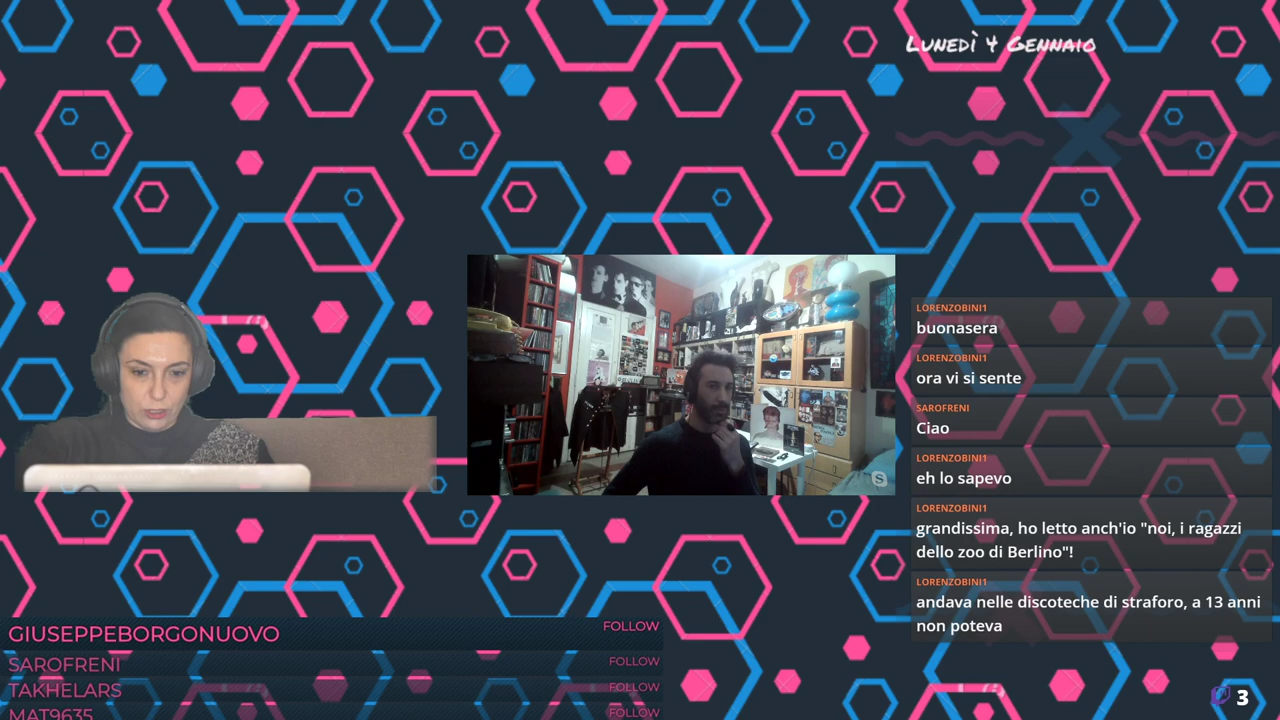 Lunedì 4 Gennaio
LORENZOBINI1
buonasera
LORENZOBINI1
ora vi si sente
SAROFRENI
Ciao
LORENZOBINI1
eh lo sapevo
LORENZOBINI1
grandissima, ho letto anch'io "noi, i ragazzi
dello zoo di Berlino"!
LORENZOBINI1
andava nelle discoteche di straforo, a 13 anni
non poteva
GIUSEPPEBORGONUOVO FOLLOW
SAROFRENI FOLLOW
TAKHELARS FOLLOW
MAT9635 FOLLOW
3